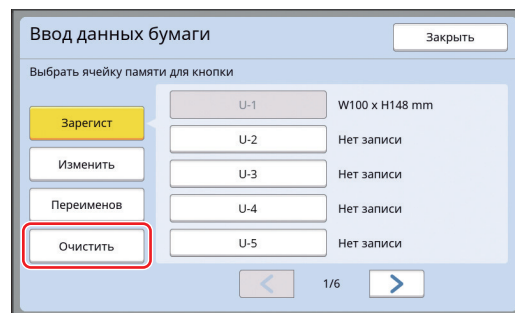 Ввод данных бумаги
Закрыть
Выбрать ячейку памяти для кнопки
Зарегист
Изменить
Переименов
Очистить
U-1 W100 x H148 mm
U-2 Нет записи
U-3 Нет записи
U-4 Нет записи
U-5 Нет записи
1/6